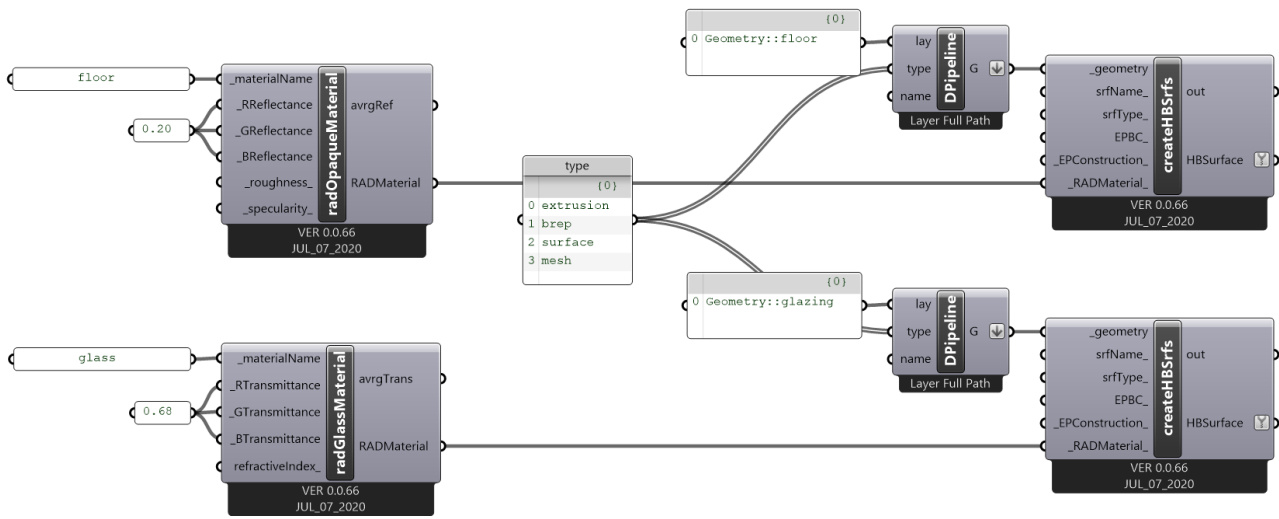 floor
_materialName
_RReflectance
_GReflectance
_BReflectance
_roughness_
_specularity_
0.20
radOpaqueMaterial
avrgRef
RADMaterial
VER 0.0.66
JUL_07_2020
type
{0}
0 extrusion
1 brep
2 surface
3 mesh
{0}
0 Geometry::floor
lay
type
name
DPipeline
G
Layer Full Path
_geometry
srfName_
srfType_
EPBC_
_EPConstruction_
_RADMaterial_
createHBSrfs
out
HBSurface
VER 0.0.66
JUL_07_2020
glass
_materialName
_RTransmittance
_GTransmittance
_BTransmittance
refractiveIndex_
0.68
radGlassMaterial
avrgTrans
RADMaterial
VER 0.0.66
JUL_07_2020
{0}
0 Geometry::glazing
lay
type
name
DPipeline
G
Layer Full Path
_geometry
srfName_
srfType_
EPBC_
_EPConstruction_
_RADMaterial_
createHBSrfs
out
HBSurface
VER 0.0.66
JUL_07_2020